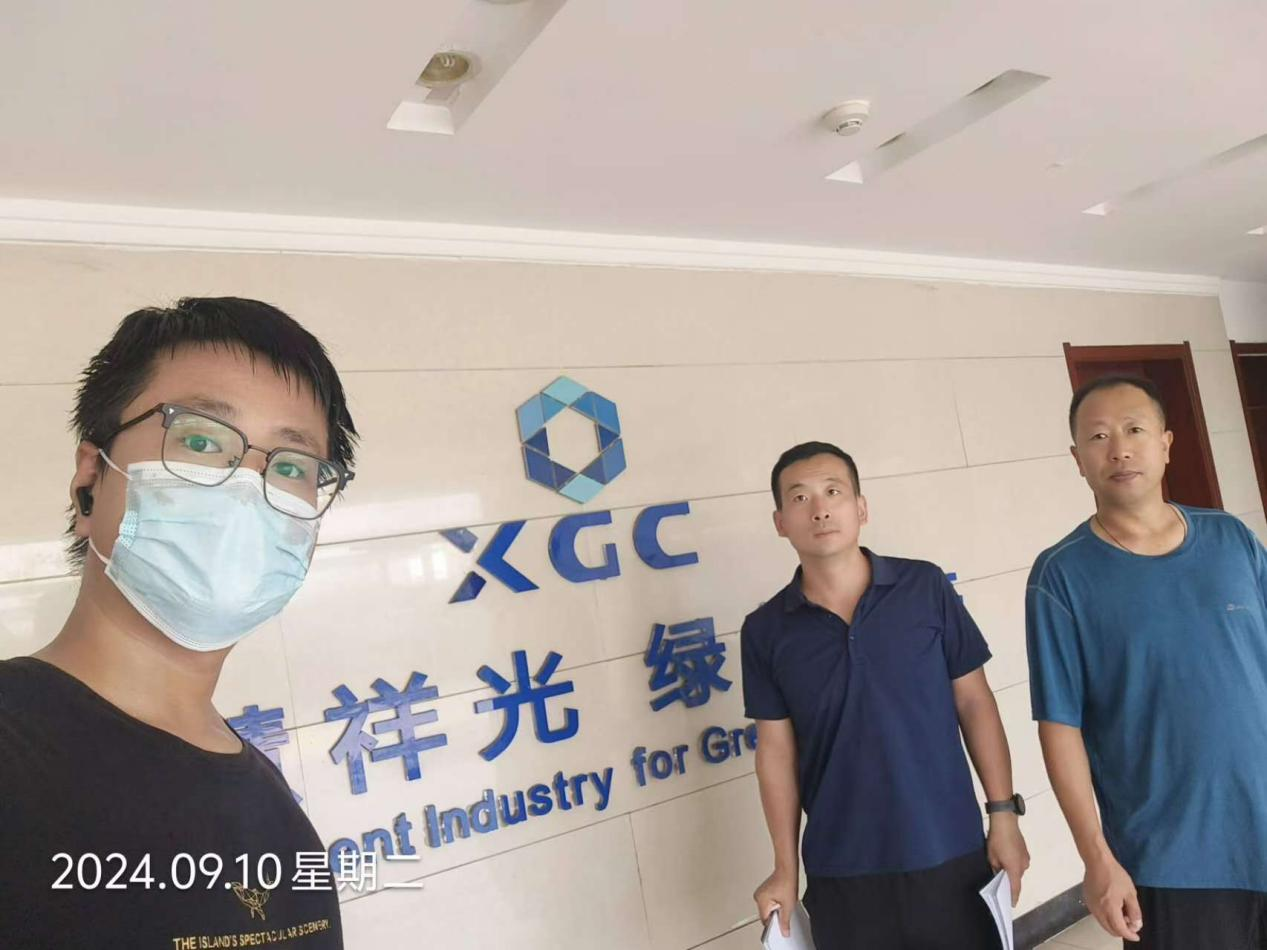 XGC
祥光 绿
ent Industry for Gre
2024.09.10 星期二
THE ISLAND'S SPECTACULAR SCENERY.